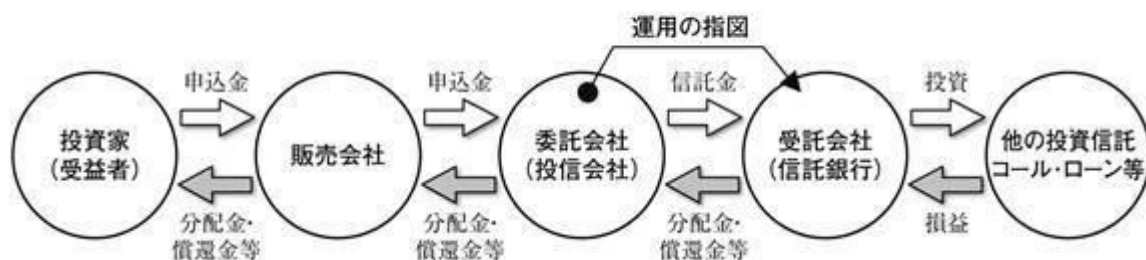 運用の指図
申込金
申込金
信託金
投資
投資家
(受益者)
販売会社
委託会社
(投信会社)
受託会社
(信託銀行)
他の投資信託
コール・ローン等
分配金・
償還金等
分配金・
償還金等
分配金・
償還金等
損益